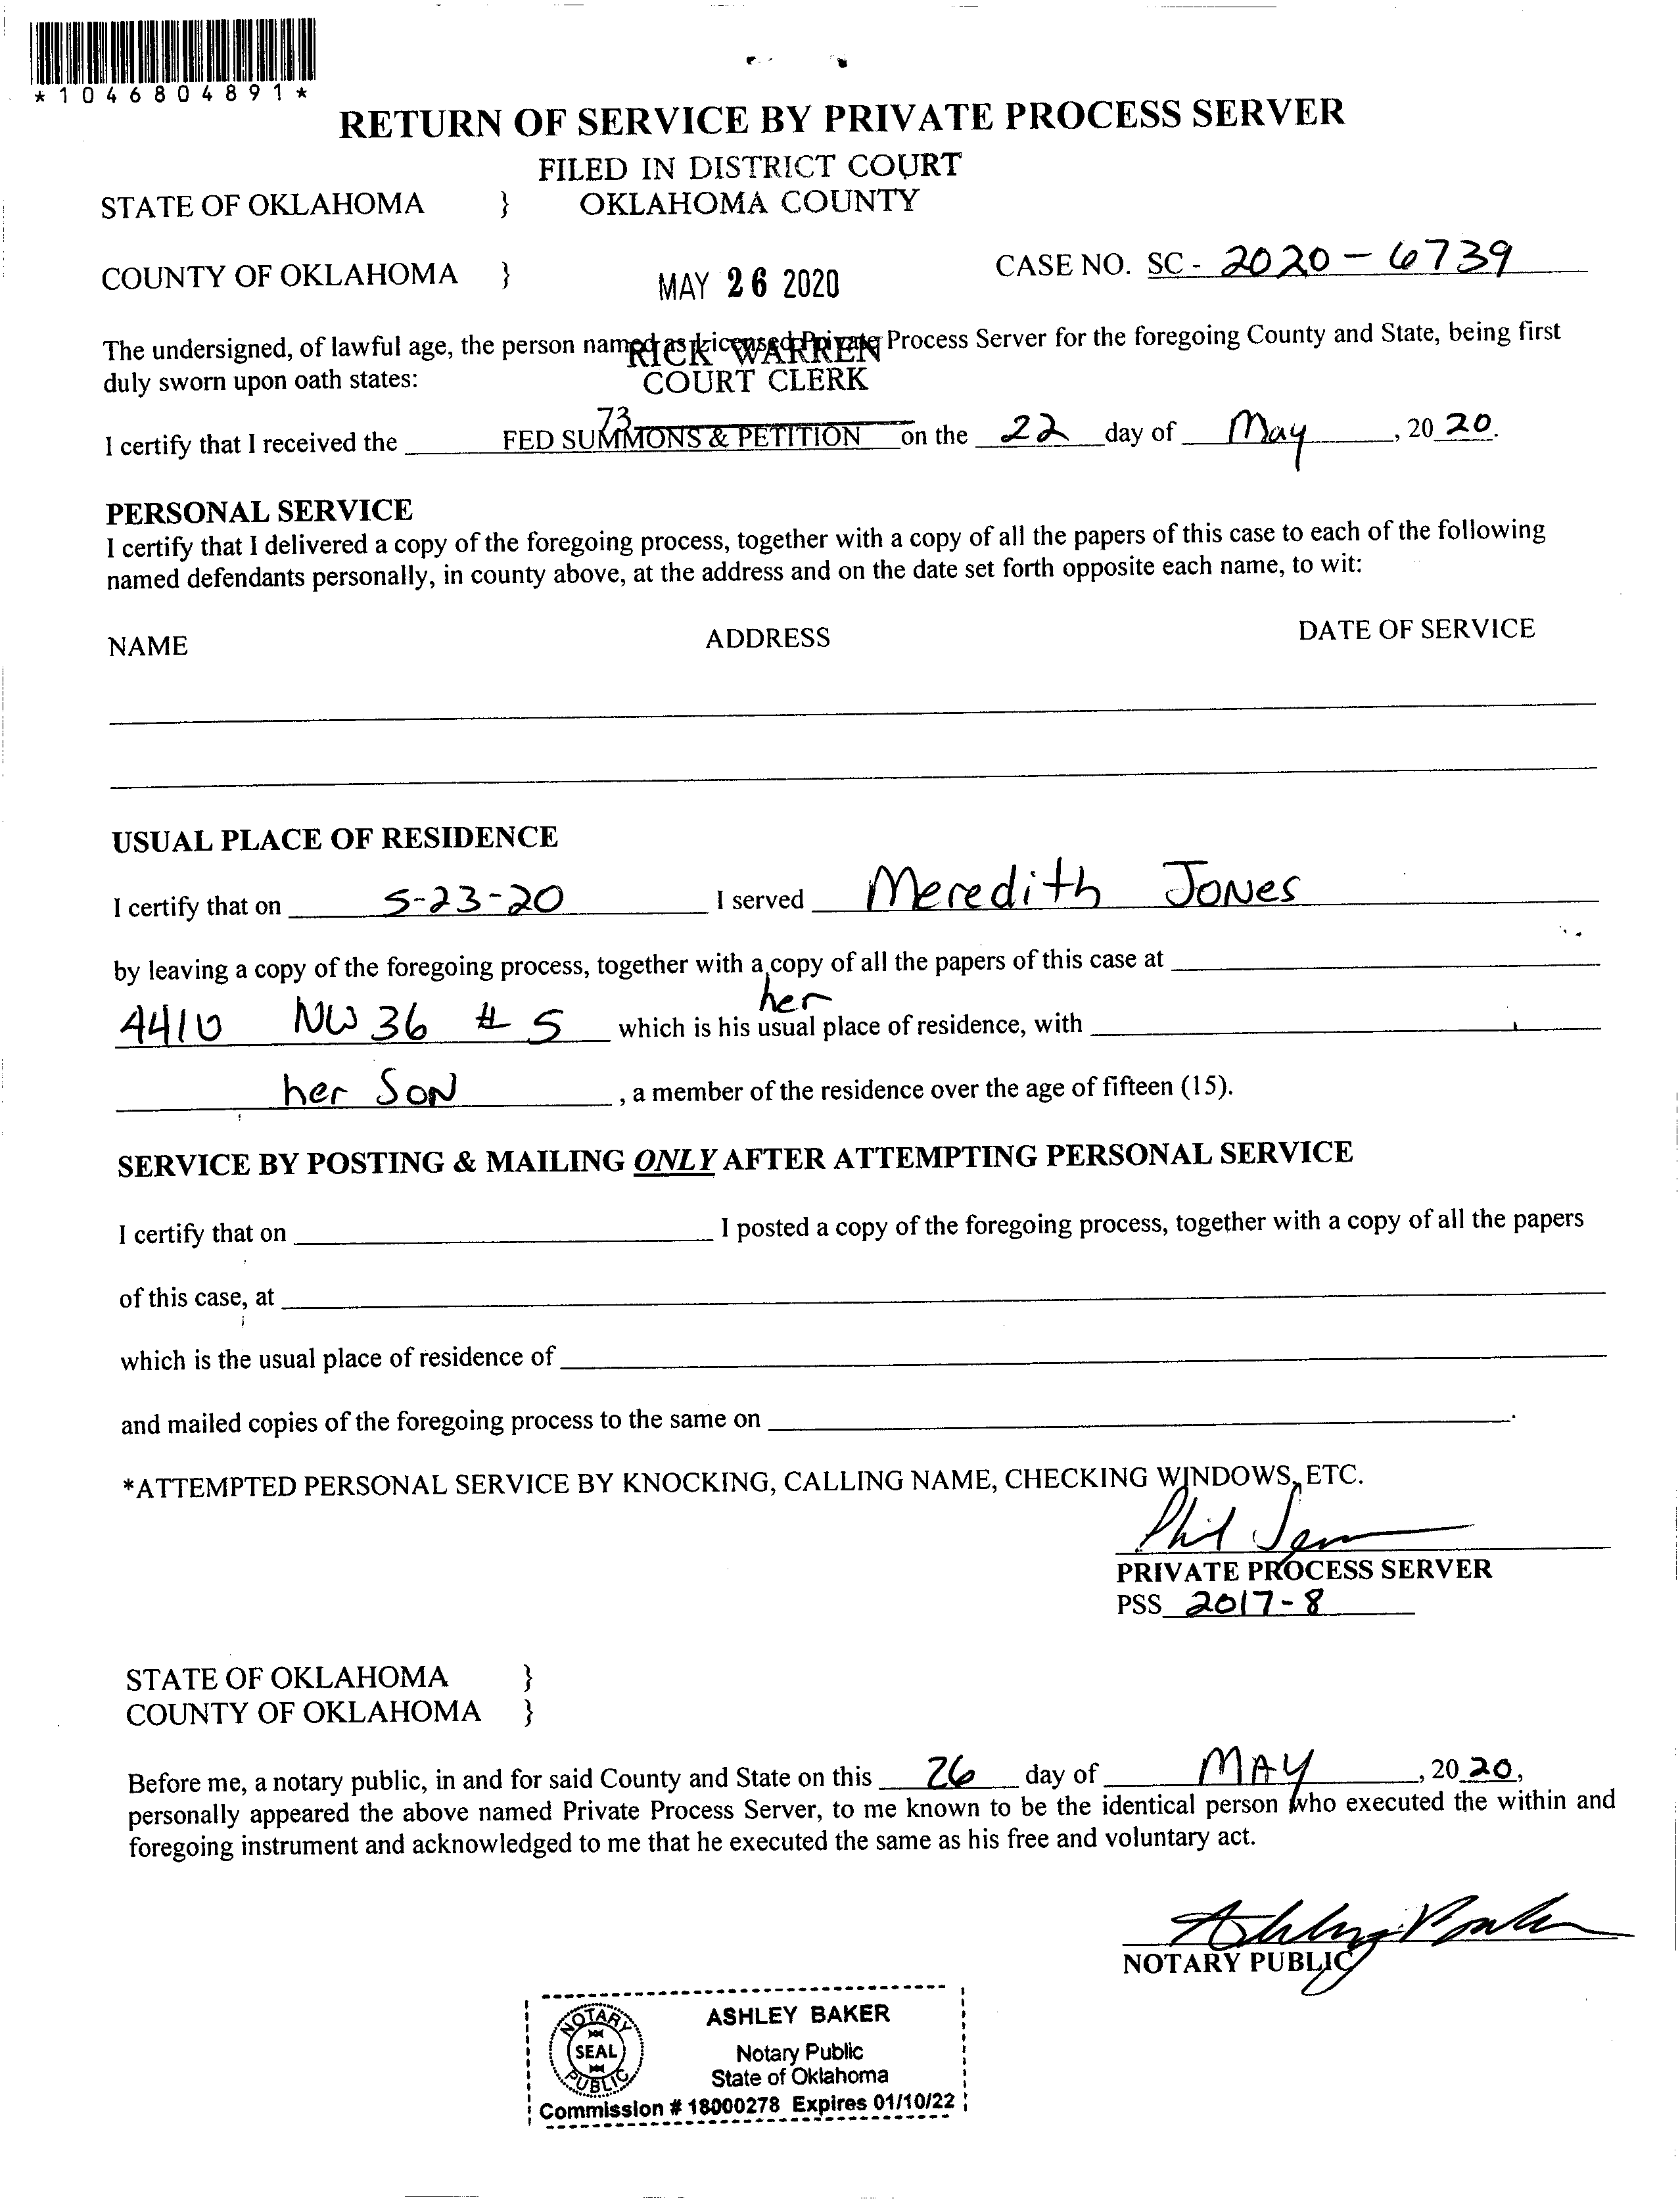 *1046804891*
RETURN OF SERVICE BY PRIVATE PROCESS SERVER
FILED IN DISTRICT COURT
STATE OF OKLAHOMA } OKLAHOMA COUNTY
COUNTY OF OKLAHOMA } MAY 26 2020 CASE NO. SC - 2020-6739
The undersigned, of lawful age, the person named as Licensed Private Process Server for the foregoing County and State, being first
RICK WARREN
duly sworn upon oath states: COURT CLERK
73
I certify that I received the FED SUMMONS & PETITION on the 22 day of May, 20 20.
PERSONAL SERVICE
I certify that I delivered a copy of the foregoing process, together with a copy of all the papers of this case to each of the following
named defendants personally, in county above, at the address and on the date set forth opposite each name, to wit:
NAME ADDRESS DATE OF SERVICE
USUAL PLACE OF RESIDENCE
I certify that on 5-23-20 I served Meredith Jones
by leaving a copy of the foregoing process, together with a copy of all the papers of this case at
her
4410 NW 36 # 5 which is his usual place of residence, with
her Son, a member of the residence over the age of fifteen (15).
SERVICE BY POSTING & MAILING ONLY AFTER ATTEMPTING PERSONAL SERVICE
I certify that on I posted a copy of the foregoing process, together with a copy of all the papers
of this case, at
which is the usual place of residence of
and mailed copies of the foregoing process to the same on .
*ATTEMPTED PERSONAL SERVICE BY KNOCKING, CALLING NAME, CHECKING WINDOWS, ETC.
Phil
PRIVATE PROCESS SERVER
PSS 2017-8
STATE OF OKLAHOMA }
COUNTY OF OKLAHOMA }
Before me, a notary public, in and for said County and State on this 26 day of MAY, 20 20,
personally appeared the above named Private Process Server, to me known to be the identical person who executed the within and
foregoing instrument and acknowledged to me that he executed the same as his free and voluntary act.
Ashley Baker
NOTARY PUBLIC
NOTARY PUBLIC SEAL
ASHLEY BAKER
Notary Public
State of Oklahoma
Commission # 18000278 Expires 01/10/22